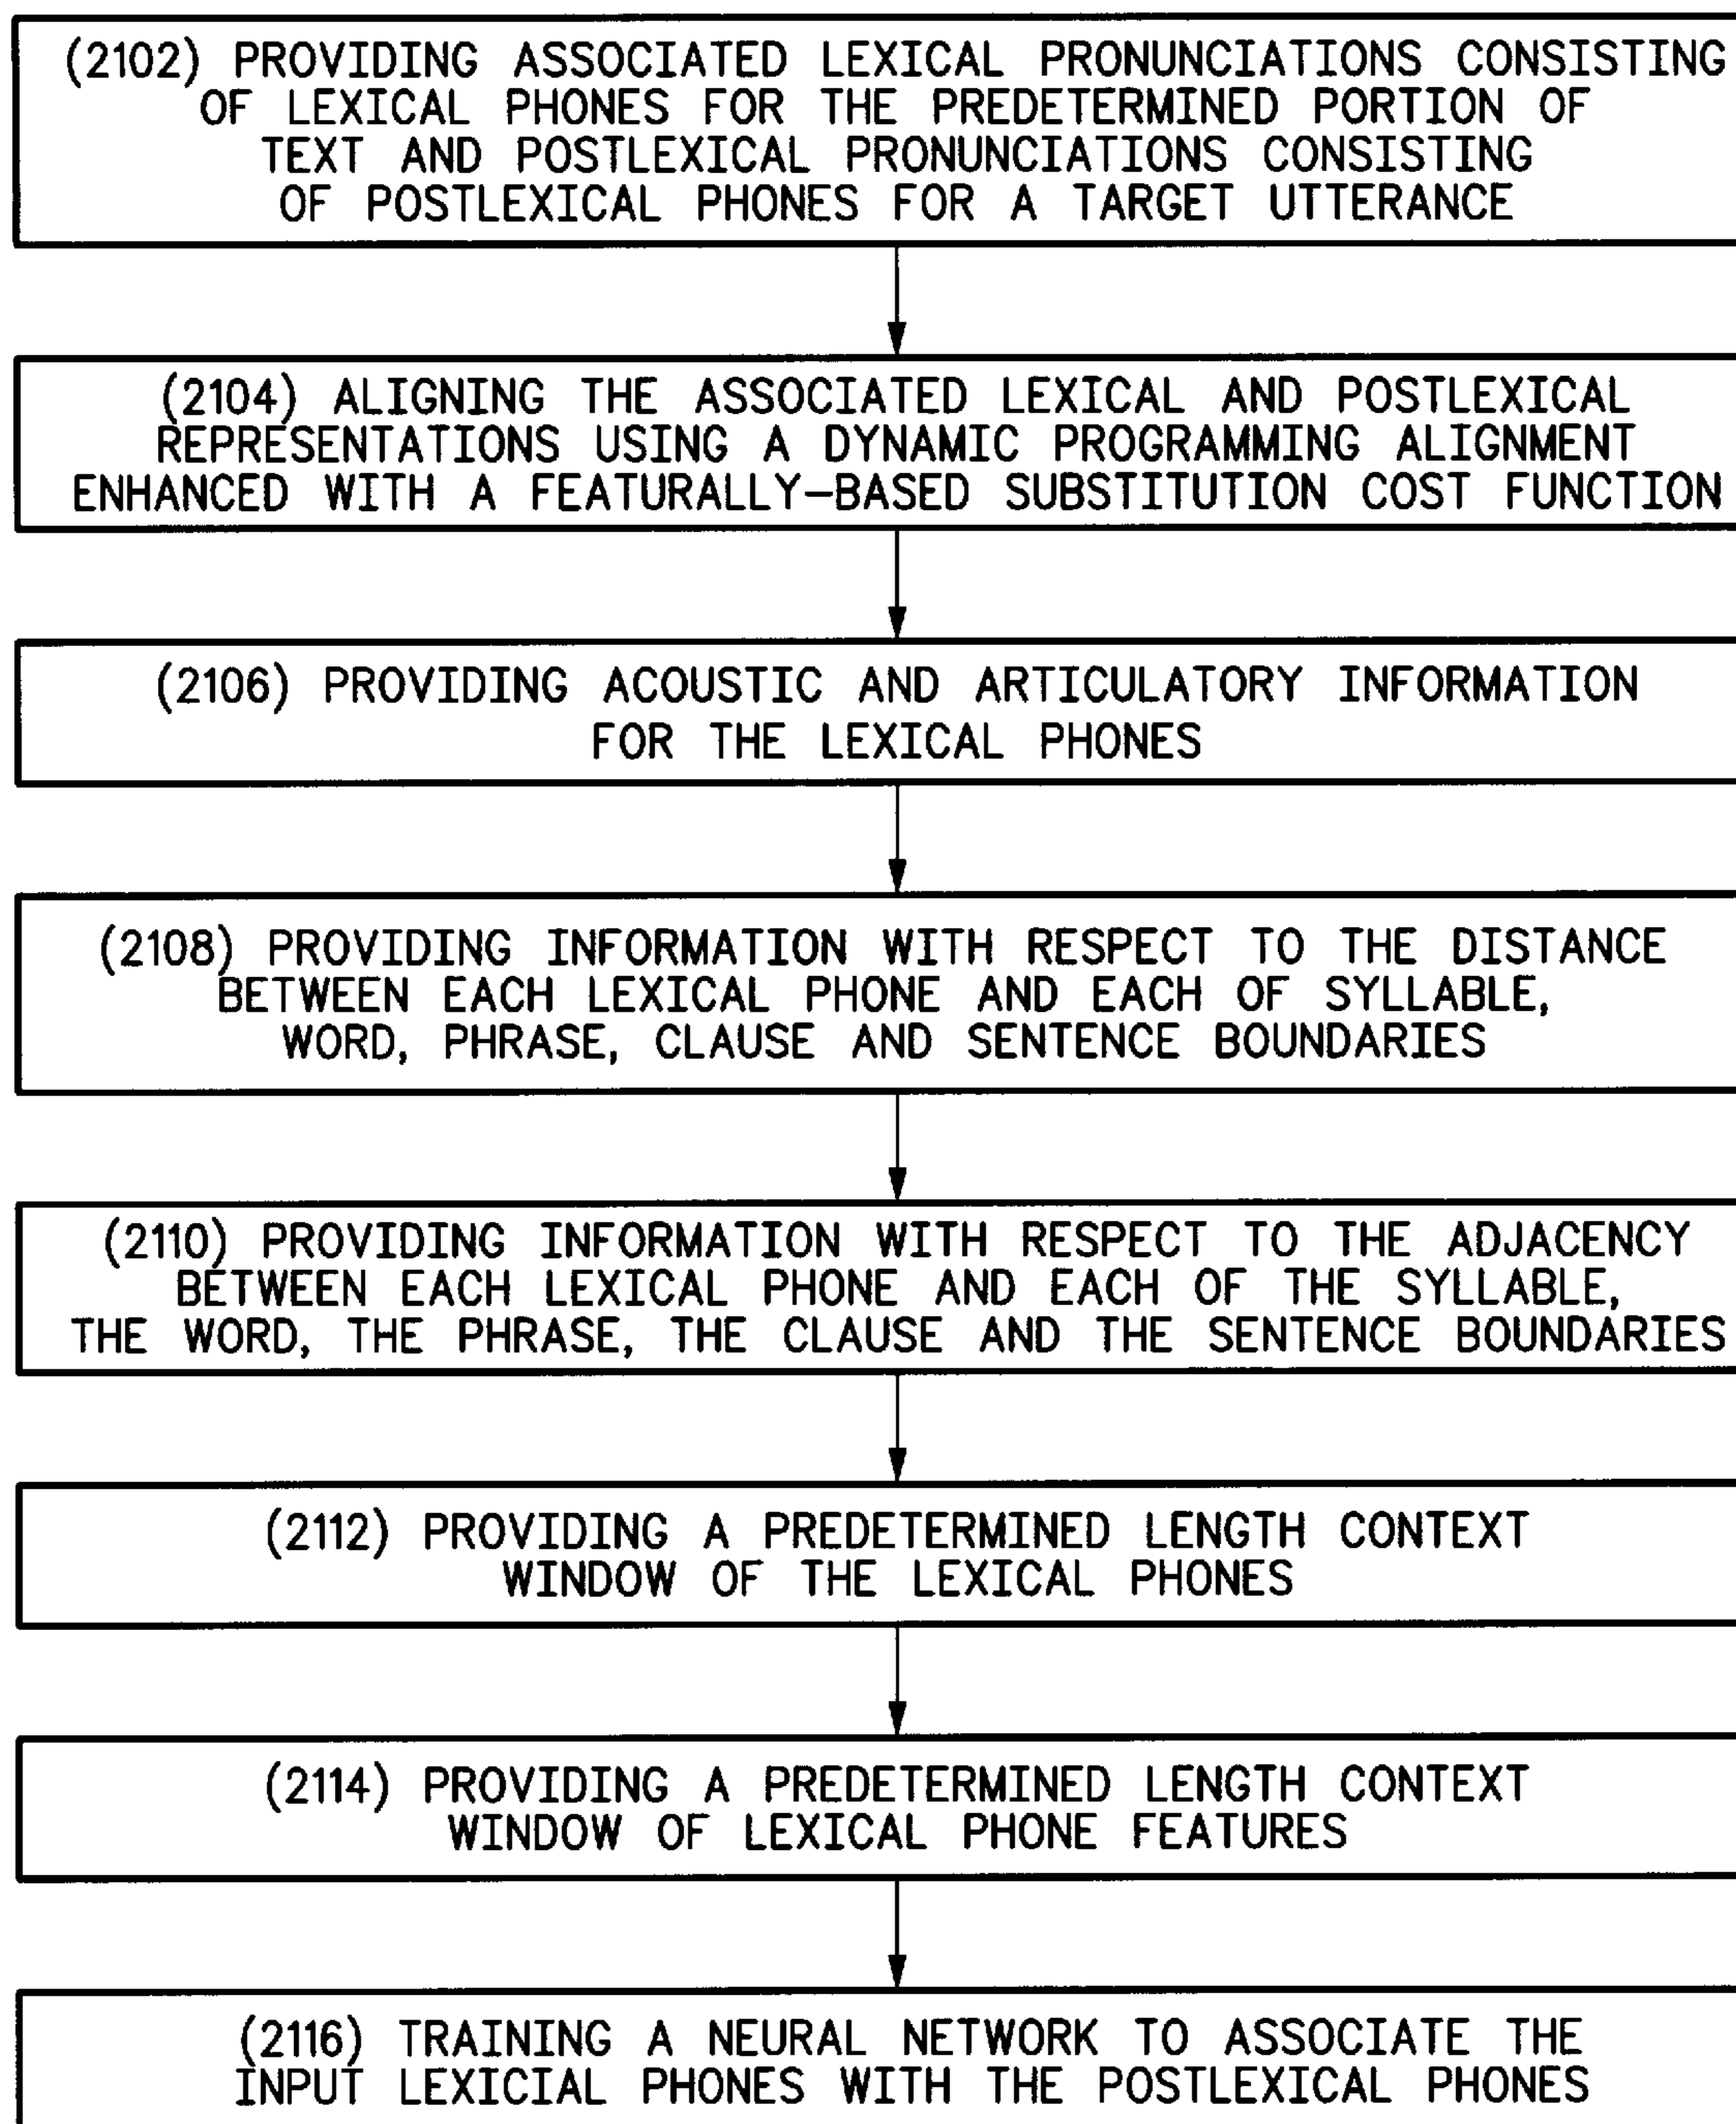 (2102) PROVIDING ASSOCIATED LEXICAL PRONUNCIATIONS CONSISTING
OF LEXICAL PHONES FOR THE PREDETERMINED PORTION OF
TEXT AND POSTLEXICAL PRONUNCIATIONS CONSISTING
OF POSTLEXICAL PHONES FOR A TARGET UTTERANCE
(2104) ALIGNING THE ASSOCIATED LEXICAL AND POSTLEXICAL
REPRESENTATIONS USING A DYNAMIC PROGRAMMING ALIGNMENT
ENHANCED WITH A FEATURALLY-BASED SUBSTITUTION COST FUNCTION
(2106) PROVIDING ACOUSTIC AND ARTICULATORY INFORMATION
FOR THE LEXICAL PHONES
(2108) PROVIDING INFORMATION WITH RESPECT TO THE DISTANCE
BETWEEN EACH LEXICAL PHONE AND EACH OF SYLLABLE,
WORD, PHRASE, CLAUSE AND SENTENCE BOUNDARIES
(2110) PROVIDING INFORMATION WITH RESPECT TO THE ADJACENCY
BETWEEN EACH LEXICAL PHONE AND EACH OF THE SYLLABLE,
THE WORD, THE PHRASE, THE CLAUSE AND THE SENTENCE BOUNDARIES
(2112) PROVIDING A PREDETERMINED LENGTH CONTEXT
WINDOW OF THE LEXICAL PHONES
(2114) PROVIDING A PREDETERMINED LENGTH CONTEXT
WINDOW OF LEXICAL PHONE FEATURES
(2116) TRAINING A NEURAL NETWORK TO ASSOCIATE THE
INPUT LEXICIAL PHONES WITH THE POSTLEXICAL PHONES